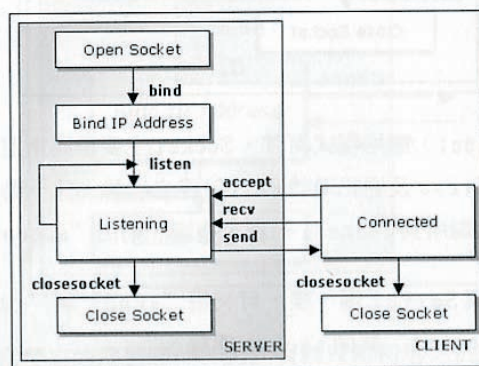 Open Socket
bind
Bind IP Address
listen
accept
recv
send
Listening
Connected
closesocket
closesocket
Close Socket
Close Socket
SERVER
CLIENT